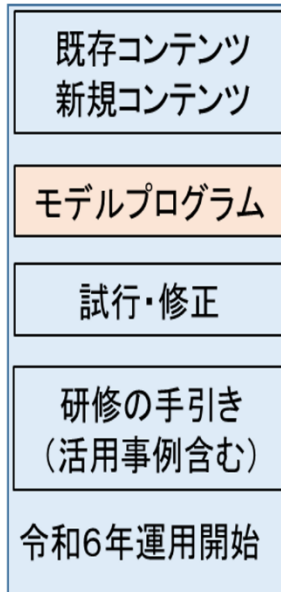 既存コンテンツ
新規コンテンツ
モデルプログラム
試行・修正
研修の手引き
（活用事例含む）
令和6年運用開始